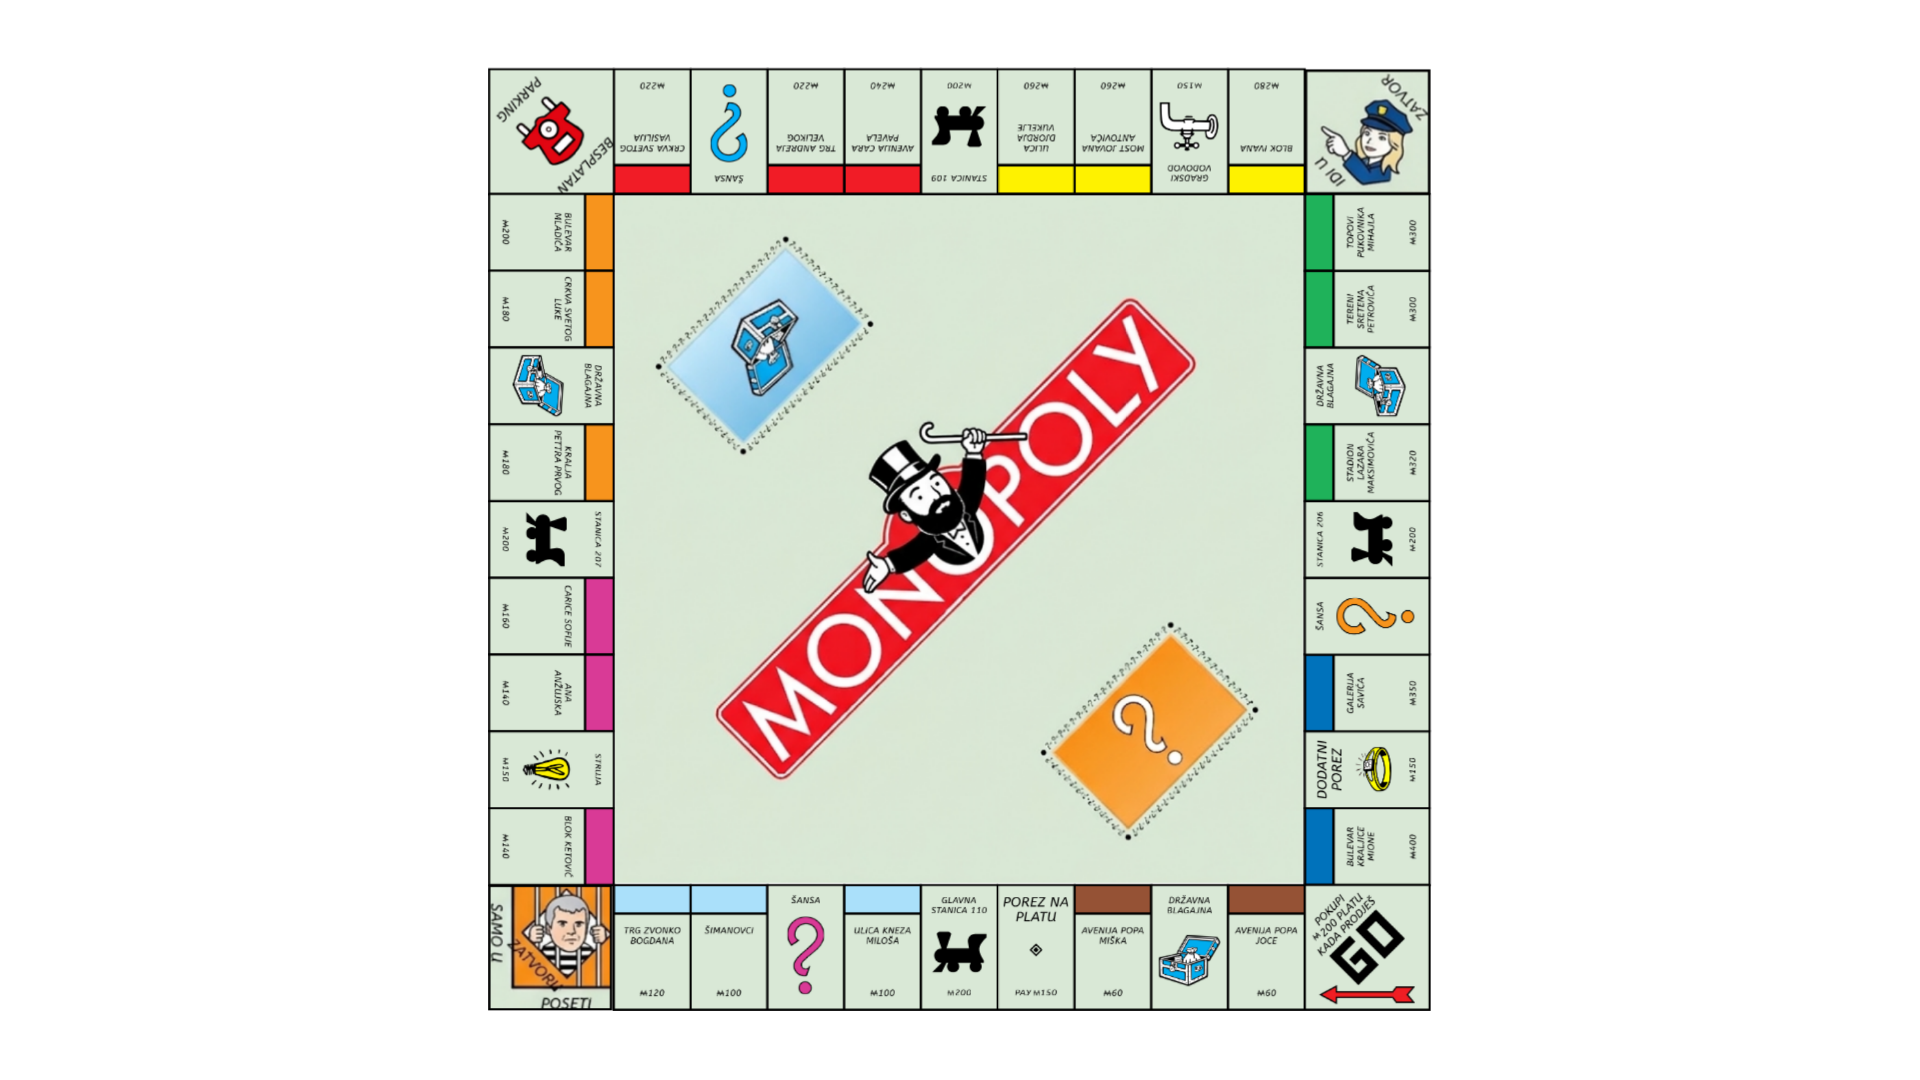 PARKING
BESPLATAN
₩220
CRKVA SVETOG
VASILIJA
ŠANSA
₩220
TRG ANDREJA
VELIKOG
₩240
AVENIJA CARA
PAVELA
₩200
STANICA 109
₩260
ULICA
DJORDJA
VUKELJE
₩260
MOST JOVANA
ANTOVIĆA
₩150
GRADSKI
VODOVOD
₩280
BLOK IVANA
IDI U
ZATVOR
₩200
BULEVAR
MLADIĆA
₩180
CRKVA SVETOG
LUKE
DRŽAVNA
BLAGAJNA
₩180
KRALJA
PETTRA PRVOG
₩200
STANICA 207
₩160
CARICE SOFIJE
₩140
ANA
ANŽUJSKA
₩150
STRUJA
₩140
BLOK KETOVIĆ
MONOPOLY
TOPOVI
PUKOVNIKA
MIHAJLA
₩300
TERENI
SRETENA
PETROVIĆA
₩300
DRŽAVNA
BLAGAJNA
STADION
LAZARA
MAKSIMOVIĆA
₩320
STANICA 206
₩200
ŠANSA
GALERIJA
SAVIĆA
₩350
DODATNI
POREZ
₩150
BULEVAR
KRALJICE
MIONE
₩400
SAMO U
ZATVORU
POSETI
TRG ZVONKO
BOGDANA
₩120
ŠIMANOVCI
₩100
ŠANSA
ULICA KNEZA
MILOŠA
₩100
GLAVNA
STANICA 110
₩200
POREZ NA
PLATU
PAY ₩150
AVENIJA POPA
MIŠKA
₩60
DRŽAVNA
BLAGAJNA
AVENIJA POPA
JOCE
₩60
POKUPI
₩200 PLATU
KADA PRODJEŠ
GO